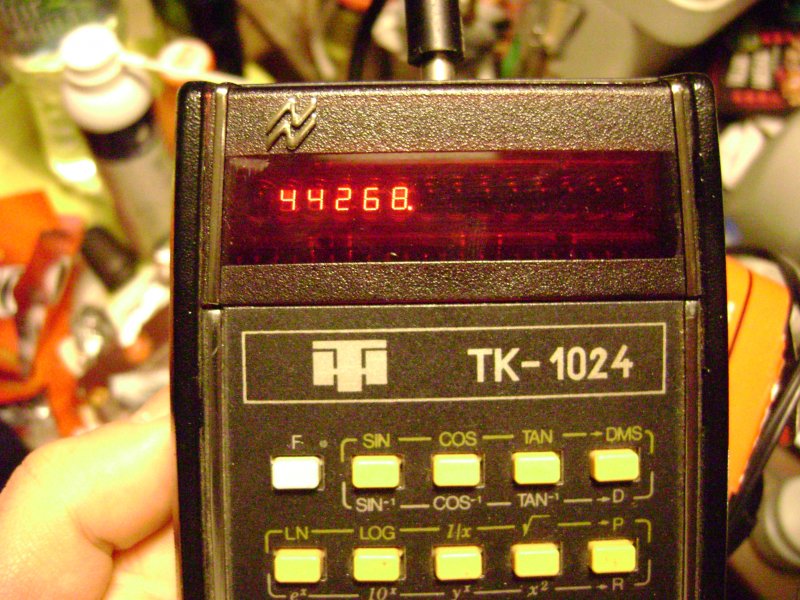 44268.
TK-1024
F SIN COS TAN →DMS
SIN⁻¹ COS⁻¹ TAN⁻¹ →D
LN LOG 1/x √ →P
eˣ 10ˣ yˣ x² →R